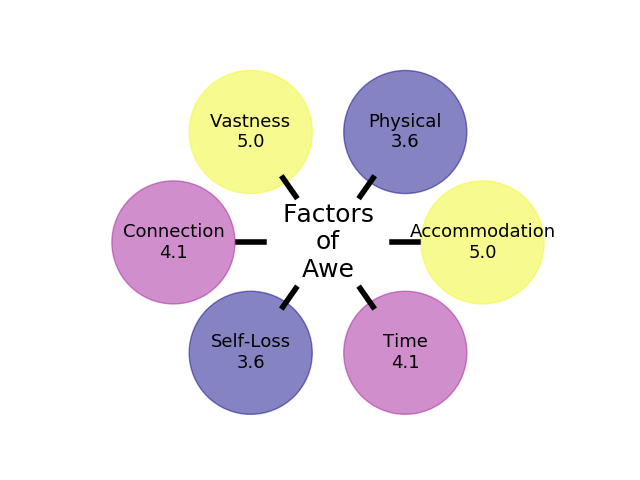 Vastness
5.0
Physical
3.6
Connection
4.1
Factors
of
Awe
Accommodation
5.0
Self-Loss
3.6
Time
4.1